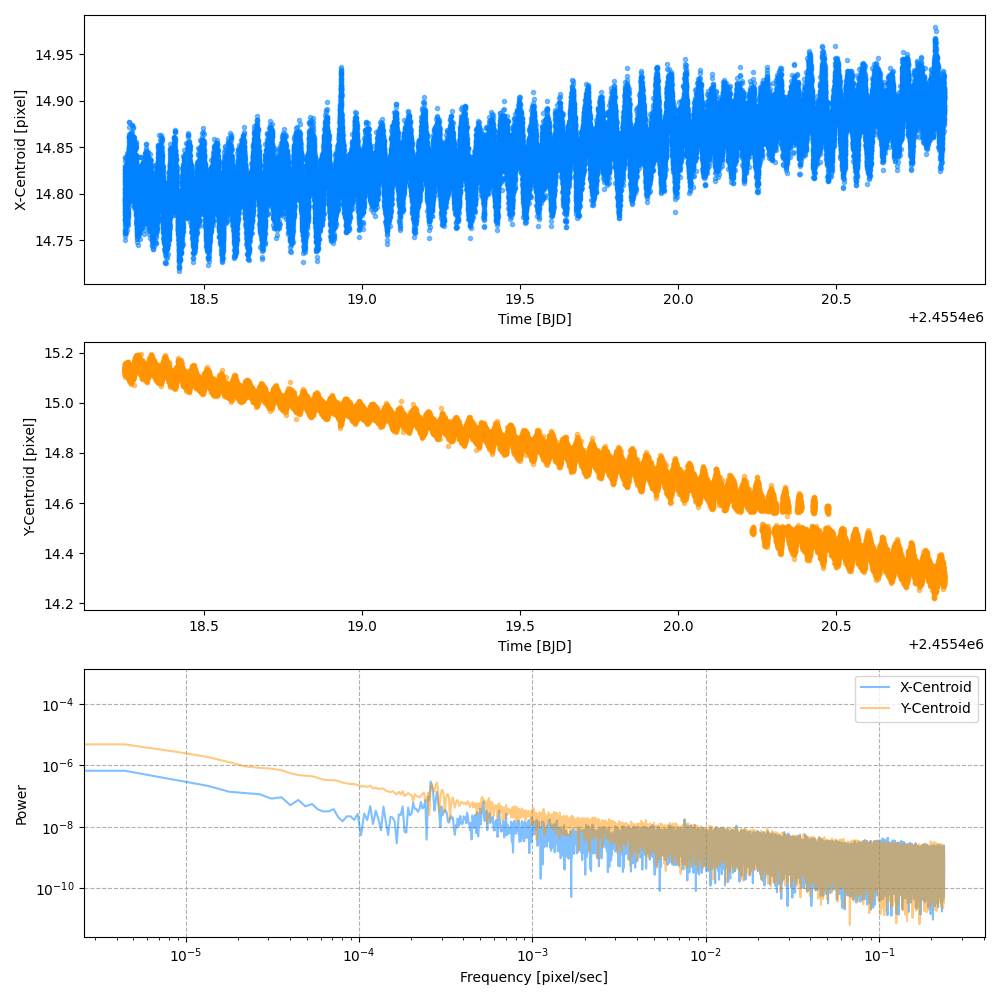 14.95
14.90
14.85
14.80
14.75
X-Centroid [pixel]
18.5 19.0 19.5 20.0 20.5
Time [BJD]
+2.4554e6
15.2
15.0
14.8
14.6
14.4
14.2
Y-Centroid [pixel]
18.5 19.0 19.5 20.0 20.5
Time [BJD]
+2.4554e6
X-Centroid
Y-Centroid
10⁻⁴
10⁻⁶
10⁻⁸
10⁻¹⁰
Power
10⁻⁵ 10⁻⁴ 10⁻³ 10⁻² 10⁻¹
Frequency [pixel/sec]